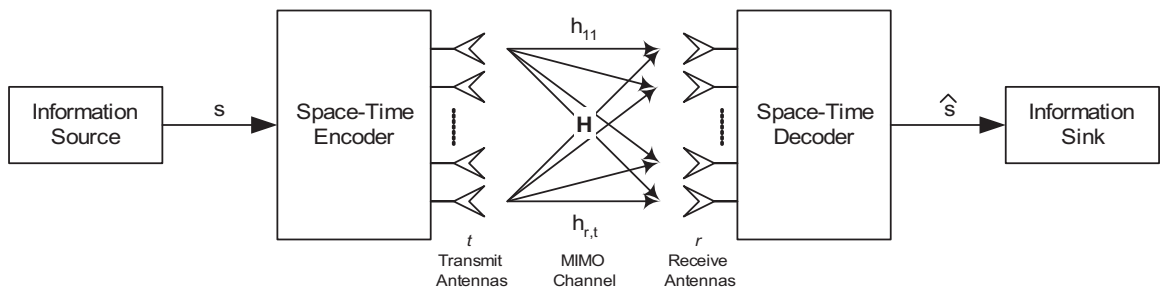 Information
Source
s
Space-Time
Encoder
h11
H
hr,t
Space-Time
Decoder
ŝ
Information
Sink
t
Transmit
Antennas
MIMO
Channel
r
Receive
Antennas